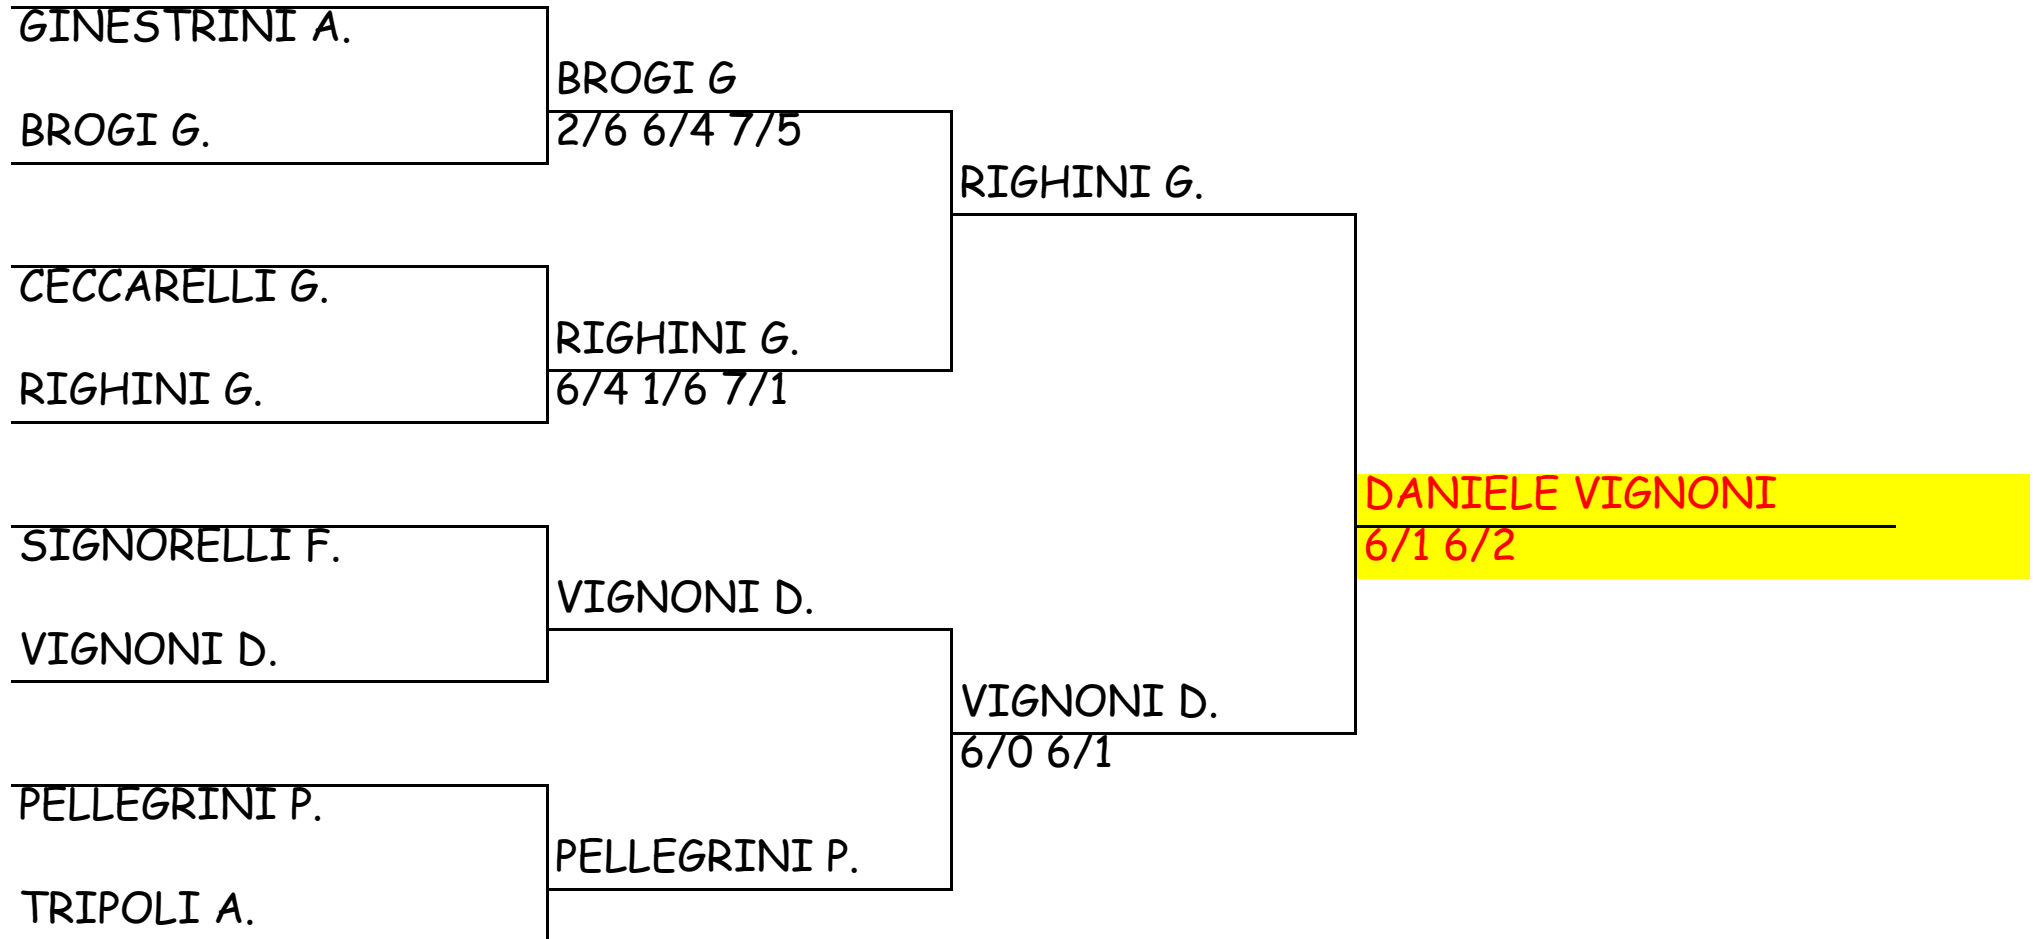 GINESTRINI A.
BROGI G
BROGI G.
2/6 6/4 7/5
RIGHINI G.
CECCARELLI G.
RIGHINI G.
RIGHINI G.
6/4 1/6 7/1
DANIELE VIGNONI
6/1 6/2
SIGNORELLI F.
VIGNONI D.
VIGNONI D.
VIGNONI D.
6/0 6/1
PELLEGRINI P.
PELLEGRINI P.
TRIPOLI A.